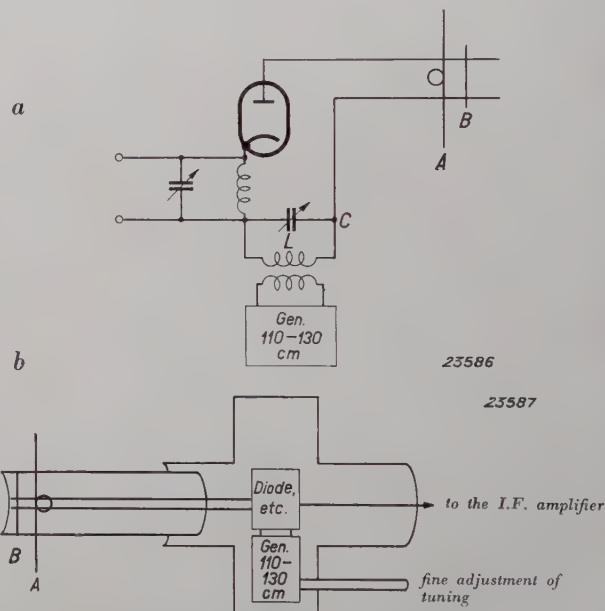 a
A
B
C
L
Gen.
110-130
cm
b
23586
23587
Diode,
etc.
to the I.F. amplifier
B
A
Gen.
110-
130
cm
fine adjustment of
tuning